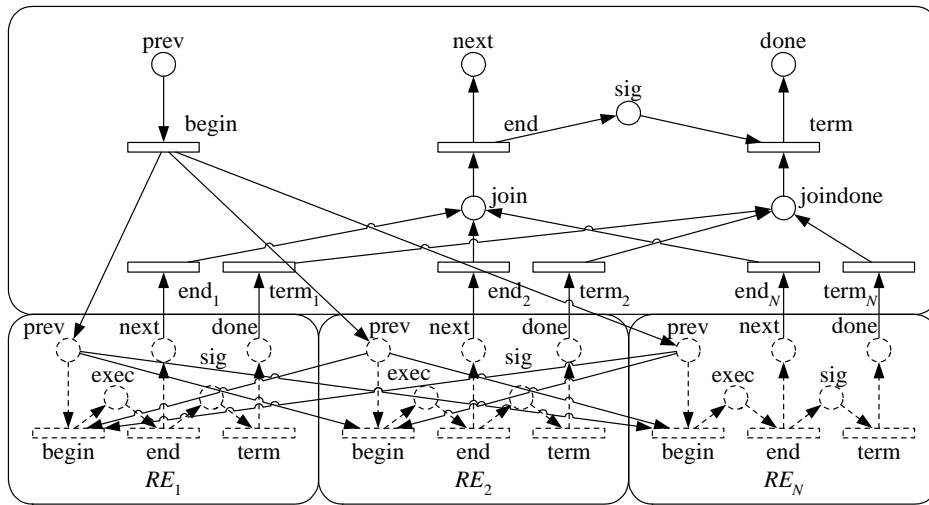 prev next done
sig
begin end term
join joindone
end₁ term₁ end₂ term₂ endN termN
prev next done prev next done prev next done
exec sig exec sig exec sig
begin end term begin end term begin end term
RE₁ RE₂ REN